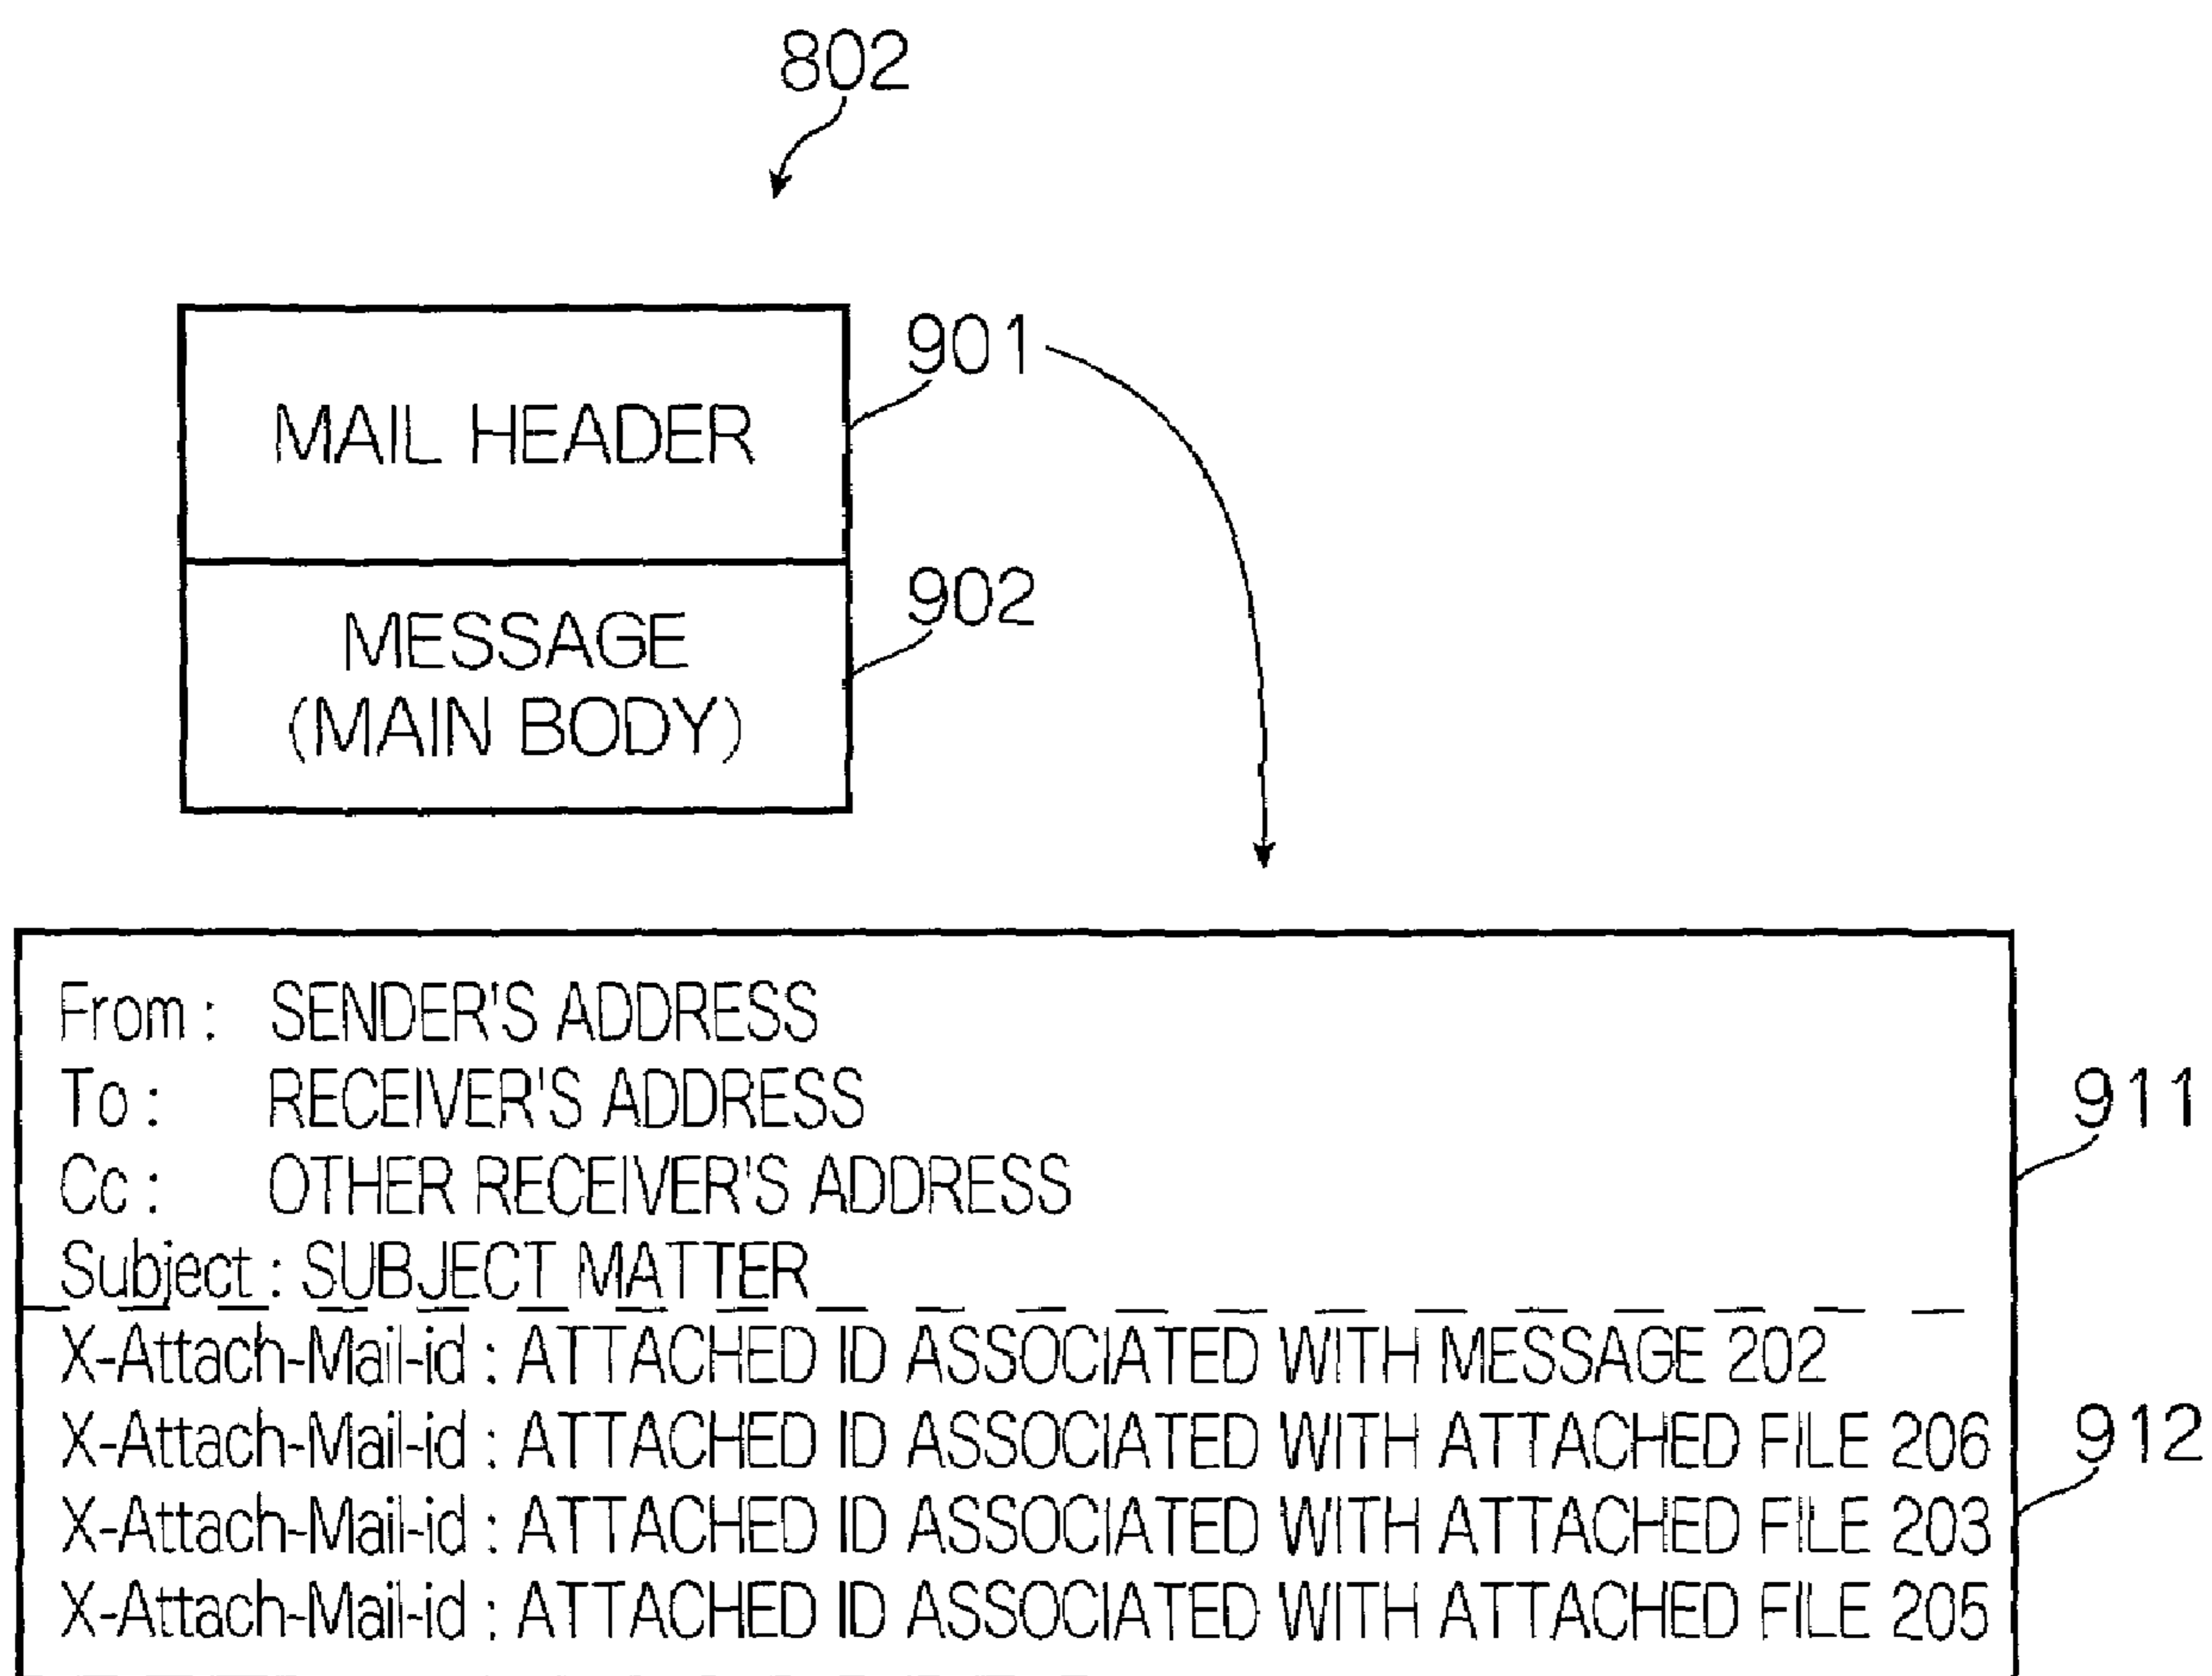 802
901
MAIL HEADER
902
MESSAGE
(MAIN BODY)
From : SENDER'S ADDRESS
To : RECEIVER'S ADDRESS
911
Cc : OTHER RECEIVER'S ADDRESS
Subject : SUBJECT MATTER
X-Attach-Mail-id : ATTACHED ID ASSOCIATED WITH MESSAGE 202
X-Attach-Mail-id : ATTACHED ID ASSOCIATED WITH ATTACHED FILE 206
912
X-Attach-Mail-id : ATTACHED ID ASSOCIATED WITH ATTACHED FILE 203
X-Attach-Mail-id : ATTACHED ID ASSOCIATED WITH ATTACHED FILE 205